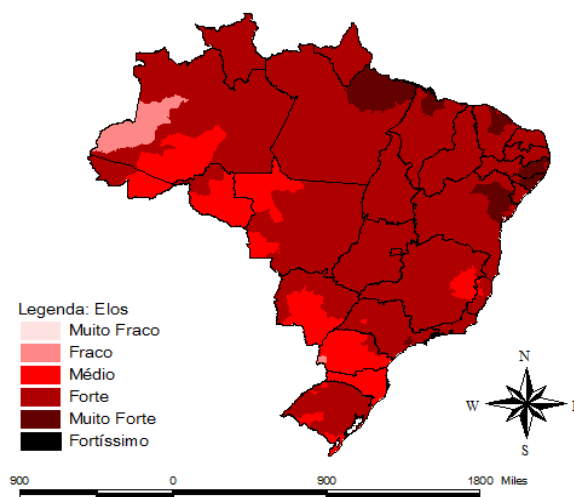 Legenda: Elos
Muito Fraco
Fraco
Médio
Forte
Muito Forte
Fortíssimo
N
W
S
900 0 900 1800 Miles